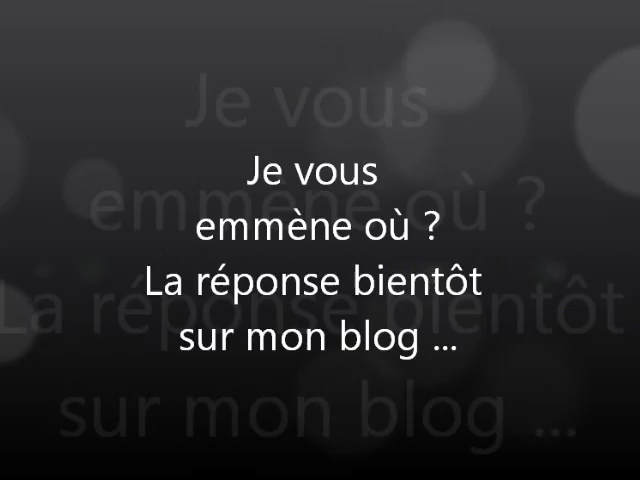 Je vous
emmène où ?
La réponse bientôt
sur mon blog ...